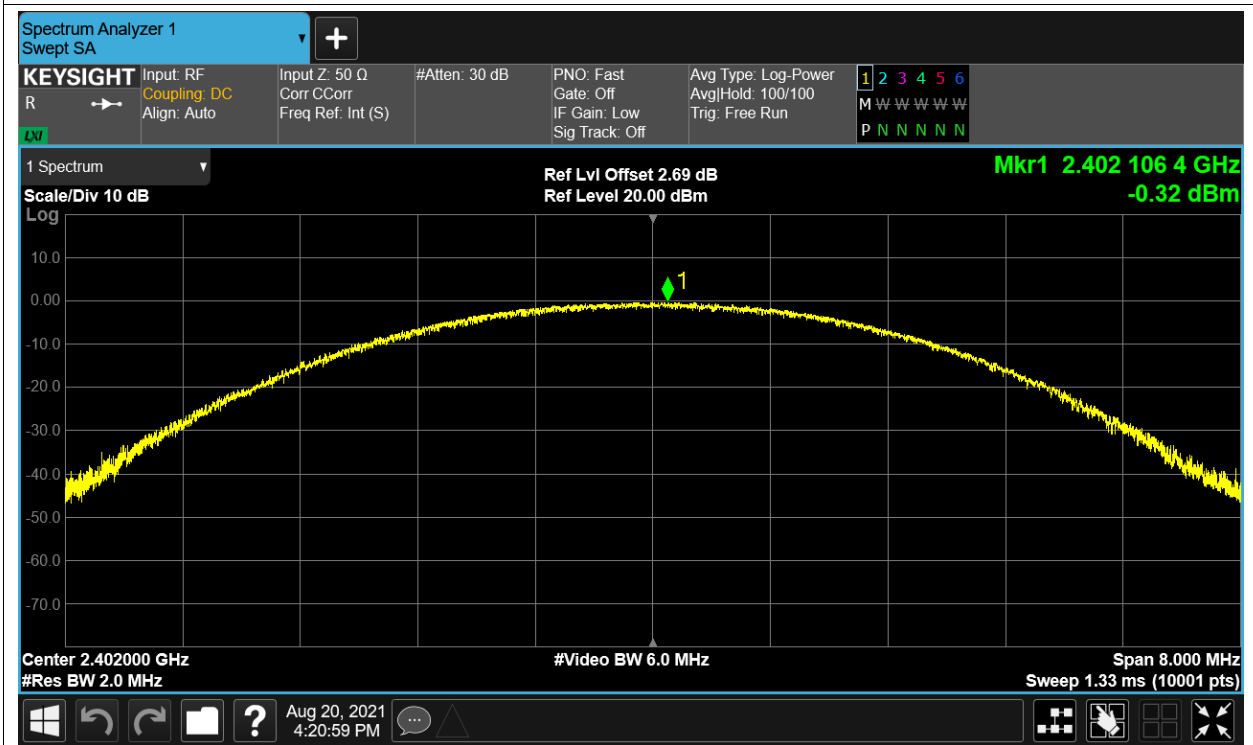 Spectrum Analyzer 1
Swept SA
+
KEYSIGHT
R
LXI
Input: RF
Coupling: DC
Align: Auto
Input Z: 50 Ω
Corr CCorr
Freq Ref: Int (S)
#Atten: 30 dB
PNO: Fast
Gate: Off
IF Gain: Low
Sig Track: Off
Avg Type: Log-Power
Avg|Hold: 100/100
Trig: Free Run
1 2 3 4 5 6
M W W W W W
P N N N N N
1 Spectrum
Scale/Div 10 dB
Log
Ref Lvl Offset 2.69 dB
Ref Level 20.00 dBm
Mkr1 2.402 106 4 GHz
-0.32 dBm
10.0
0.00
-10.0
-20.0
-30.0
-40.0
-50.0
-60.0
-70.0
1
Center 2.402000 GHz
#Res BW 2.0 MHz
#Video BW 6.0 MHz
Span 8.000 MHz
Sweep 1.33 ms (10001 pts)
?
Aug 20, 2021
4:20:59 PM